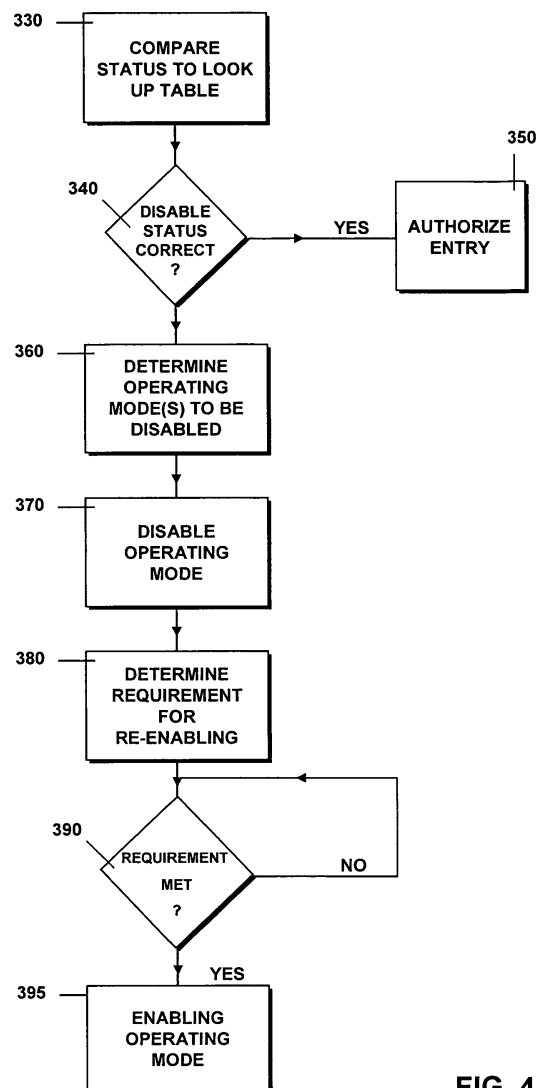 330
COMPARE
STATUS TO LOOK
UP TABLE
340
DISABLE
STATUS
CORRECT
?
YES
350
AUTHORIZE
ENTRY
360
DETERMINE
OPERATING
MODE(S) TO BE
DISABLED
370
DISABLE
OPERATING
MODE
380
DETERMINE
REQUIREMENT
FOR
RE-ENABLING
390
REQUIREMENT
MET
?
NO
YES
395
ENABLING
OPERATING
MODE
FIG. 4